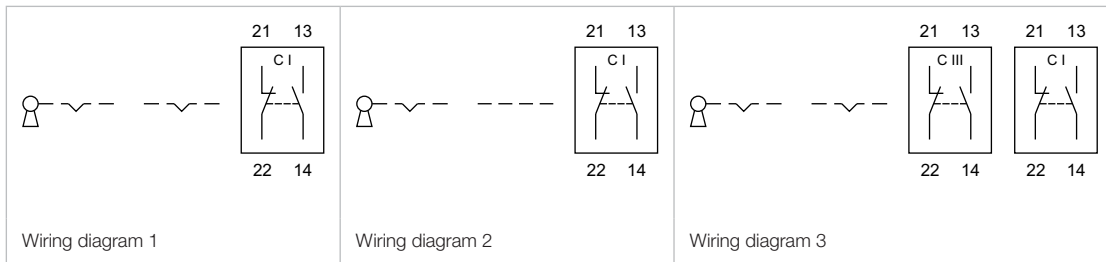 21 13
C I
22 14
Wiring diagram 1
21 13
C I
22 14
Wiring diagram 2
21 13 21 13
C III C I
22 14 22 14
Wiring diagram 3